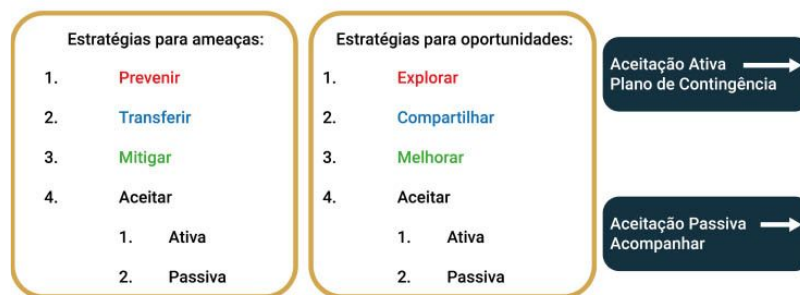 Estratégias para ameaças:
1. Prevenir
2. Transferir
3. Mitigar
4. Aceitar
1. Ativa
2. Passiva
Estratégias para oportunidades:
1. Explorar
2. Compartilhar
3. Melhorar
4. Aceitar
1. Ativa
2. Passiva
Aceitação Ativa
Plano de Contingência
Aceitação Passiva
Acompanhar